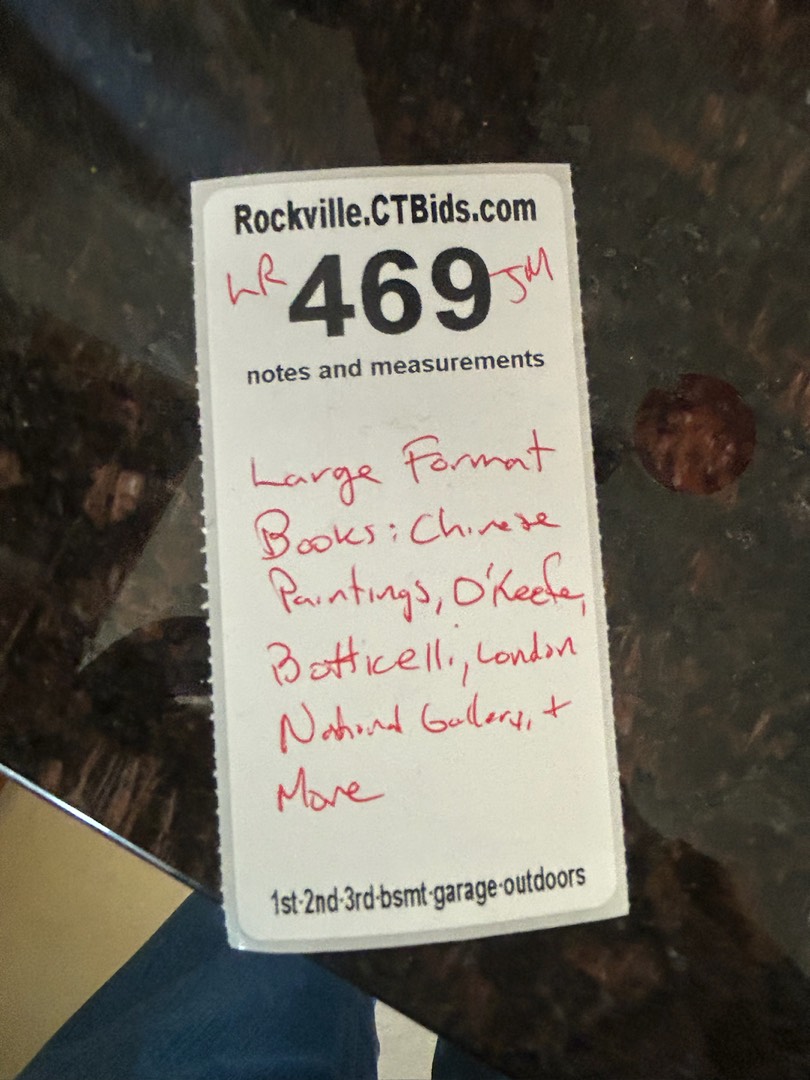 Rockville.CTBids.com
LR 469 JM
notes and measurements
Large Format
Books: Chinese
Paintings, O'Keefe,
Botticelli, London
National Gallery, +
More
1st-2nd-3rd-bsmt-garage-outdoors